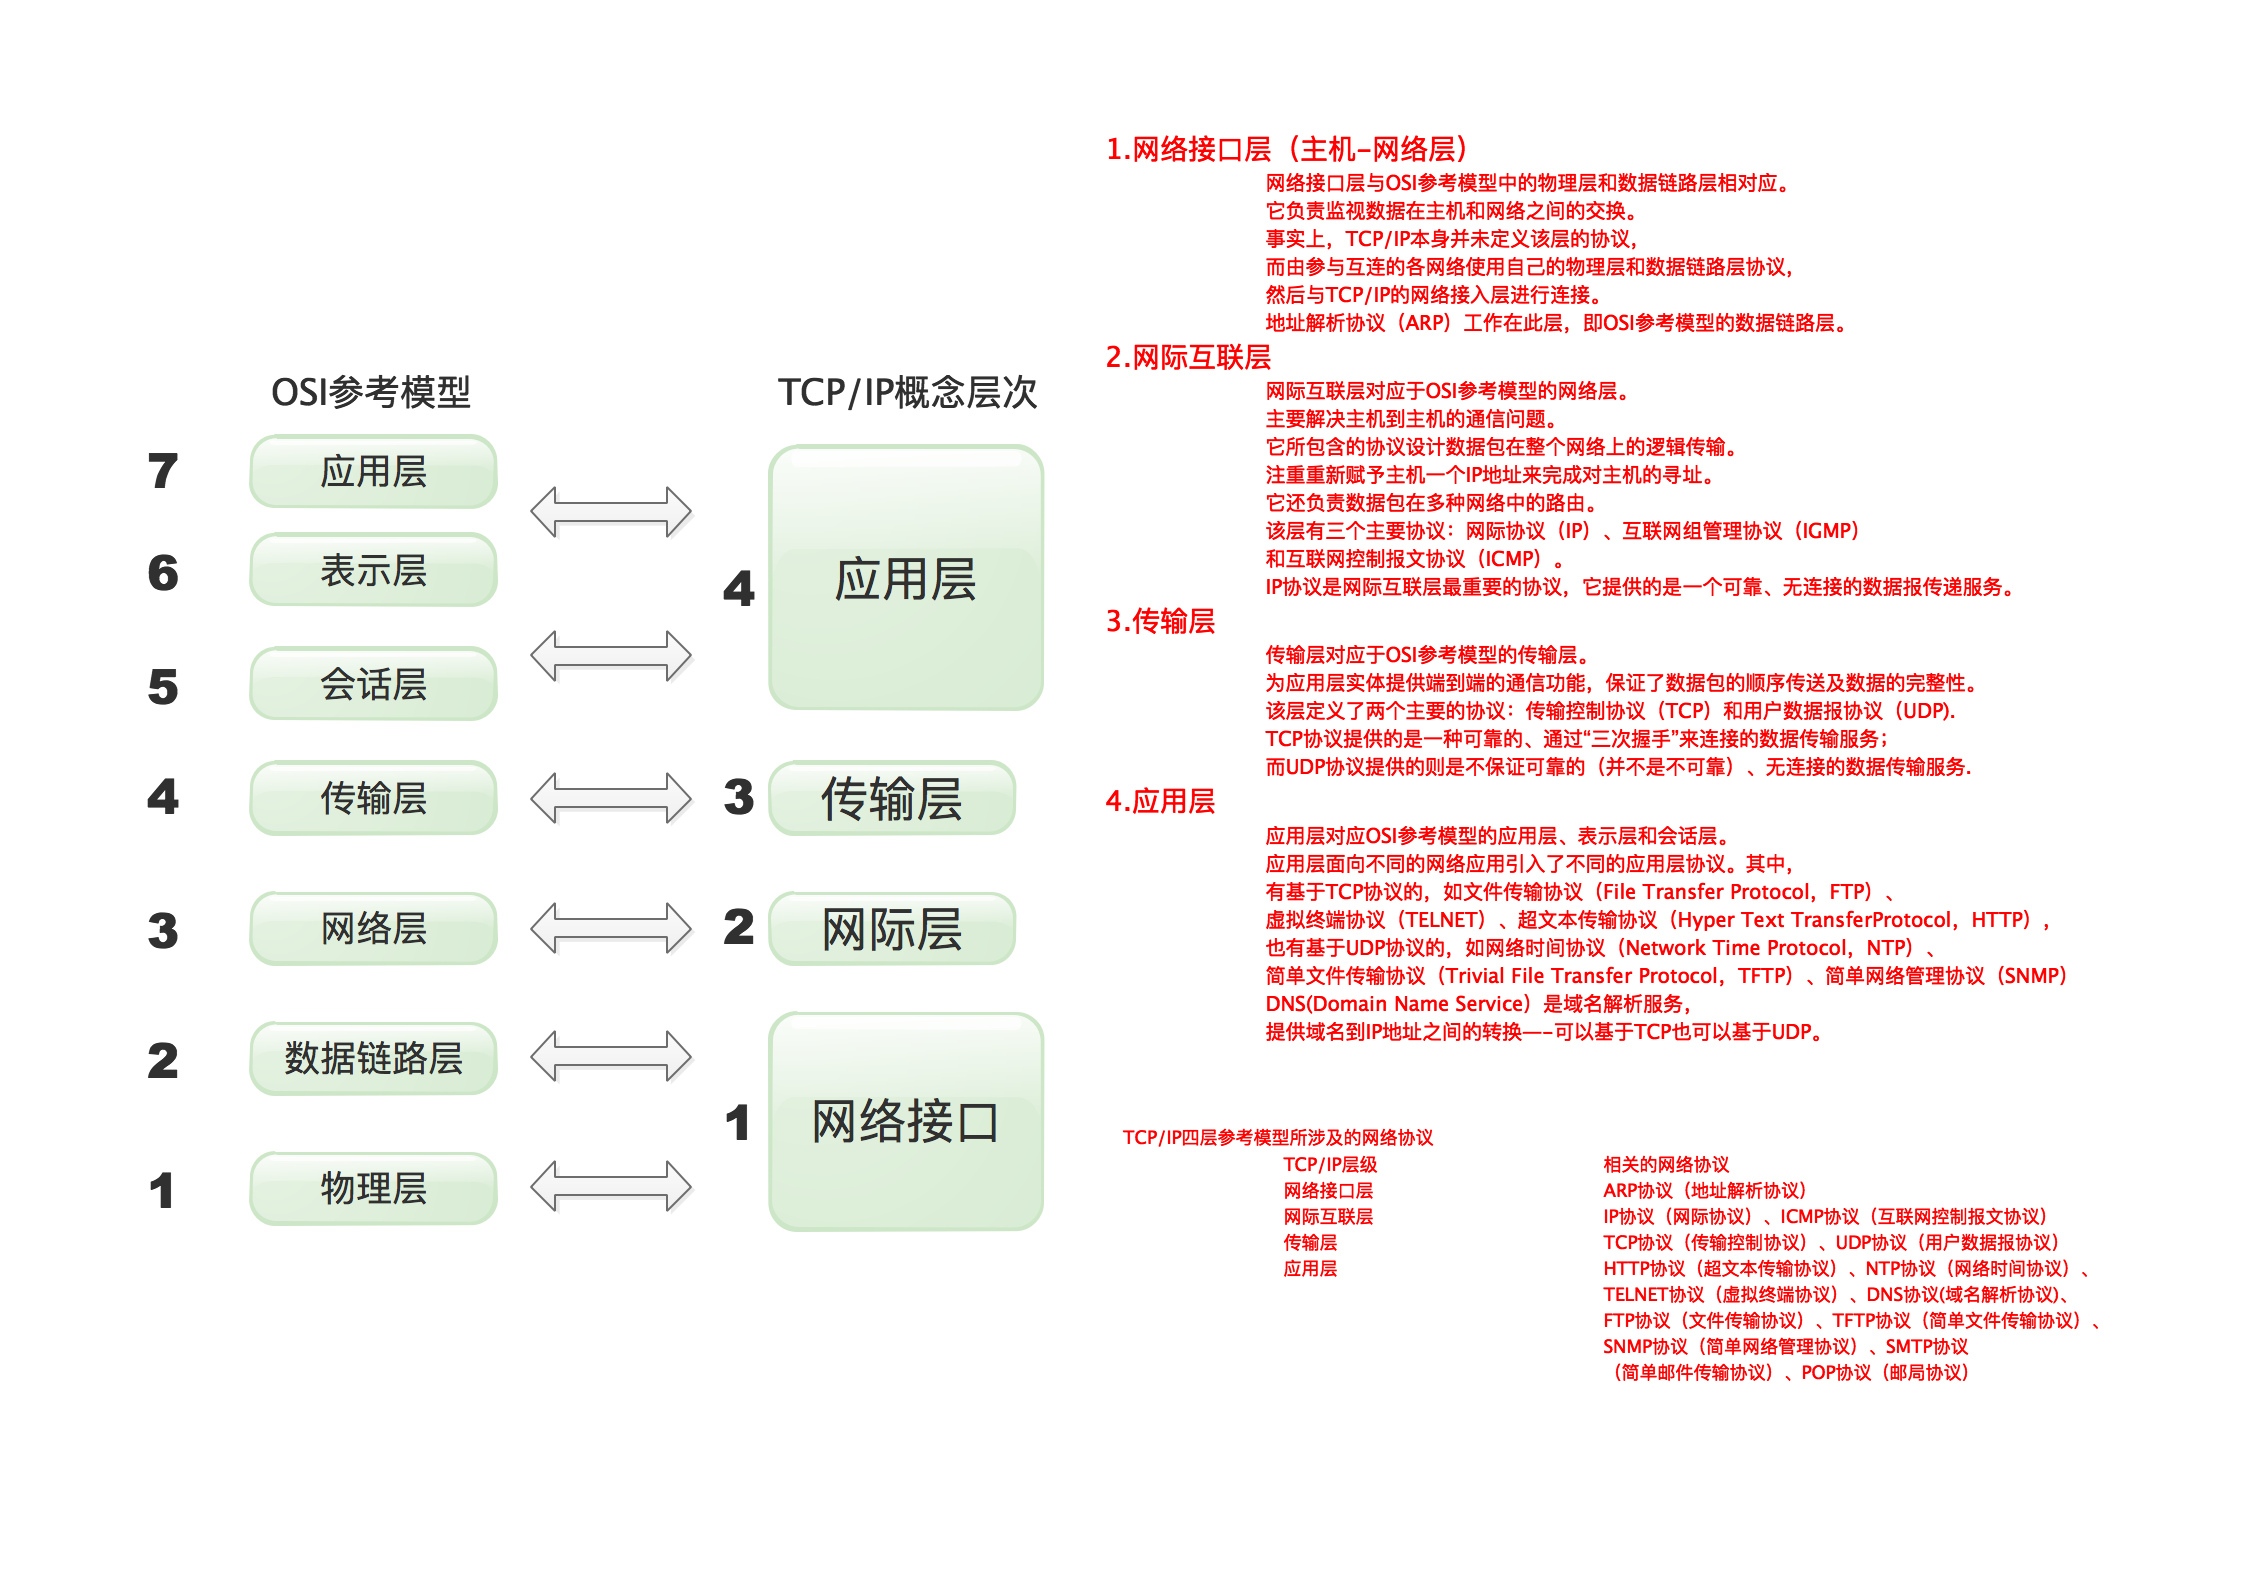 OSI参考模型
7 应用层
6 表示层
5 会话层
4 传输层
3 网络层
2 数据链路层
1 物理层
TCP/IP概念层次
4 应用层
3 传输层
2 网际层
1 网络接口
1.网络接口层（主机-网络层）
网络接口层与OSI参考模型中的物理层和数据链路层相对应。
它负责监视数据在主机和网络之间的交换。
事实上，TCP/IP本身并未定义该层的协议，
而由参与互连的各网络使用自己的物理层和数据链路层协议，
然后与TCP/IP的网络接入层进行连接。
地址解析协议（ARP）工作在此层，即OSI参考模型的数据链路层。
2.网际互联层
网际互联层对应于OSI参考模型的网络层。
主要解决主机到主机的通信问题。
它所包含的协议设计数据包在整个网络上的逻辑传输。
注重重新赋予主机一个IP地址来完成对主机的寻址。
它还负责数据包在多种网络中的路由。
该层有三个主要协议：网际协议（IP）、互联网组管理协议（IGMP）
和互联网控制报文协议（ICMP）。
IP协议是网际互联层最重要的协议，它提供的是一个可靠、无连接的数据报传递服务。
3.传输层
传输层对应于OSI参考模型的传输层。
为应用层实体提供端到端的通信功能，保证了数据包的顺序传送及数据的完整性。
该层定义了两个主要的协议：传输控制协议（TCP）和用户数据报协议（UDP).
TCP协议提供的是一种可靠的、通过“三次握手”来连接的数据传输服务；
而UDP协议提供的则是不保证可靠的（并不是不可靠）、无连接的数据传输服务.
4.应用层
应用层对应OSI参考模型的应用层、表示层和会话层。
应用层面向不同的网络应用引入了不同的应用层协议。其中，
有基于TCP协议的，如文件传输协议（File Transfer Protocol，FTP）、
虚拟终端协议（TELNET）、超文本传输协议（Hyper Text TransferProtocol，HTTP），
也有基于UDP协议的，如网络时间协议（Network Time Protocol，NTP）、
简单文件传输协议（Trivial File Transfer Protocol，TFTP）、简单网络管理协议（SNMP）
DNS(Domain Name Service）是域名解析服务，
提供域名到IP地址之间的转换—-可以基于TCP也可以基于UDP。
TCP/IP四层参考模型所涉及的网络协议
TCP/IP层级 相关的网络协议
网络接口层 ARP协议（地址解析协议）
网际互联层 IP协议（网际协议）、ICMP协议（互联网控制报文协议）
传输层 TCP协议（传输控制协议）、UDP协议（用户数据报协议）
应用层 HTTP协议（超文本传输协议）、NTP协议（网络时间协议）、
TELNET协议（虚拟终端协议）、DNS协议(域名解析协议)、
FTP协议（文件传输协议）、TFTP协议（简单文件传输协议）、
SNMP协议（简单网络管理协议）、SMTP协议
（简单邮件传输协议）、POP协议（邮局协议）